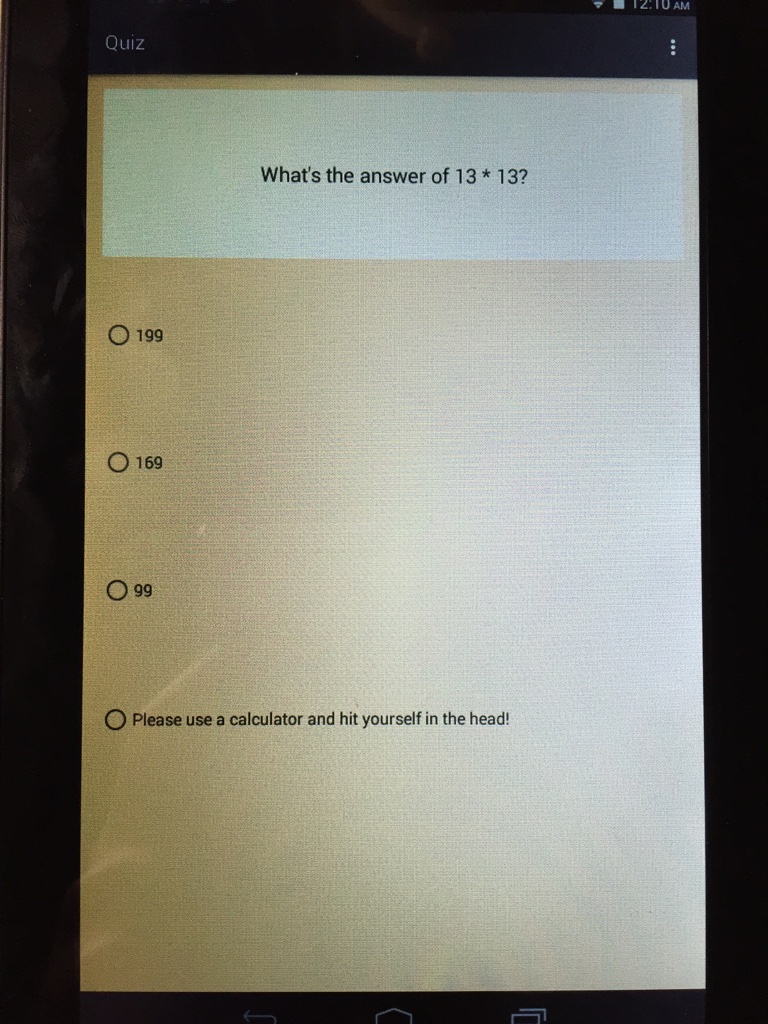 12:10 AM
Quiz
What's the answer of 13 * 13?
199
169
99
Please use a calculator and hit yourself in the head!